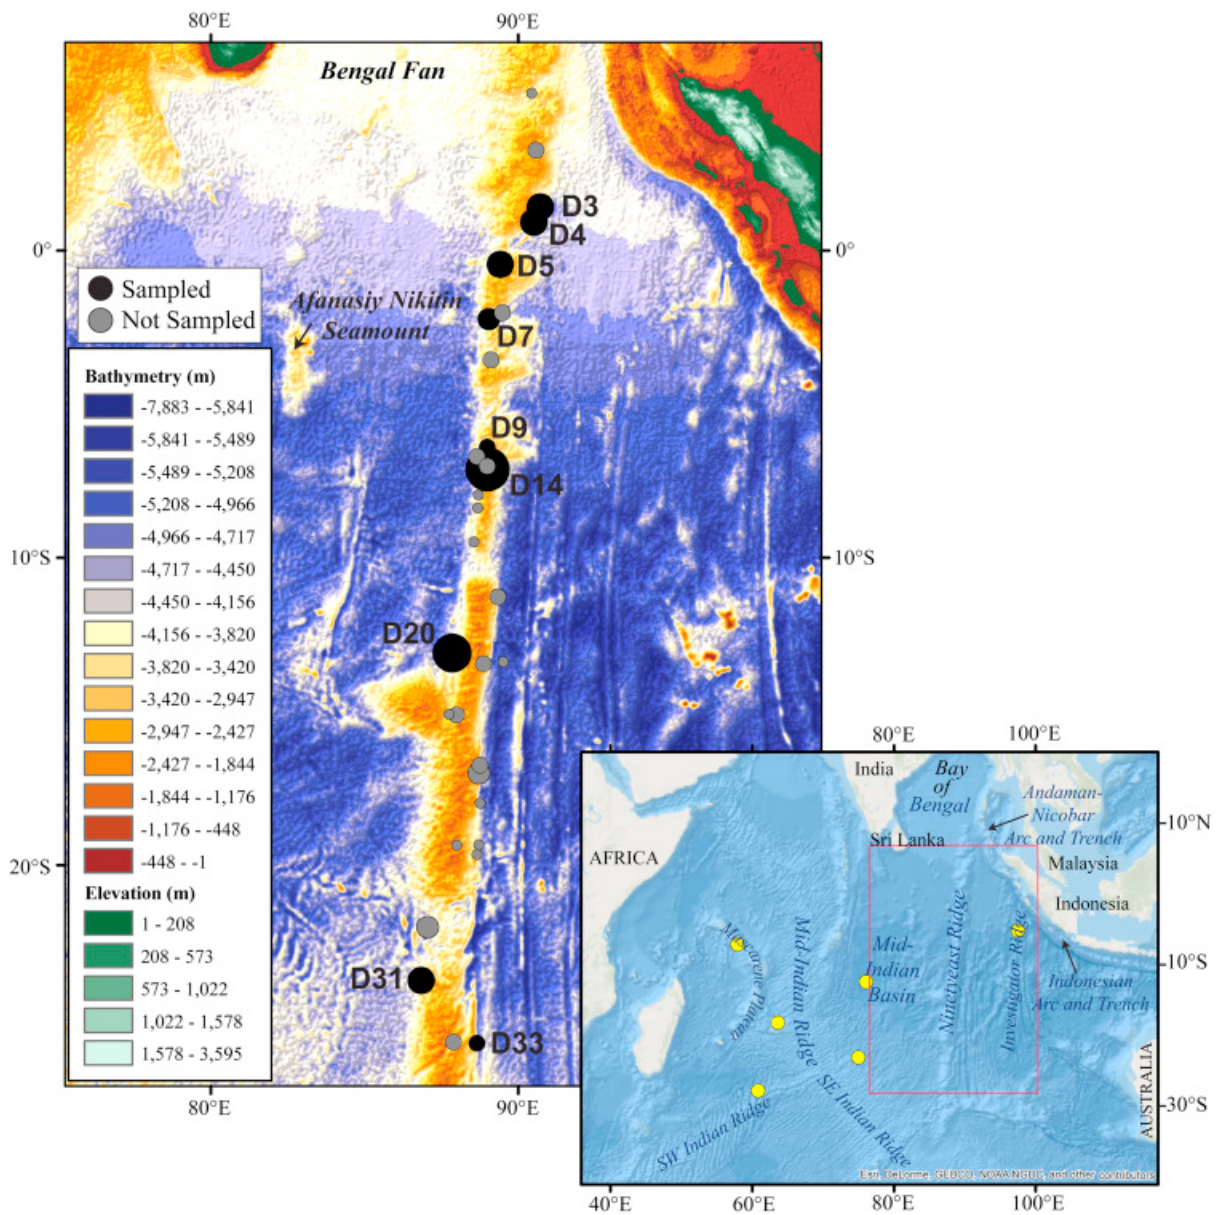 80°E
90°E
Bengal Fan
D3
D4
0°
0°
D5
Sampled
Not Sampled
Afanasiy Nikitin
Seamount
D7
Bathymetry (m)
-7,883 - -5,841
-5,841 - -5,489
-5,489 - -5,208
-5,208 - -4,966
-4,966 - -4,717
-4,717 - -4,450
-4,450 - -4,156
-4,156 - -3,820
-3,820 - -3,420
-3,420 - -2,947
-2,947 - -2,427
-2,427 - -1,844
-1,844 - -1,176
-1,176 - -448
-448 - -1
Elevation (m)
1 - 208
208 - 573
573 - 1,022
1,022 - 1,578
1,578 - 3,595
D9
D14
10°S
10°S
D20
20°S
D31
D33
80°E
90°E
80°E
100°E
India
Bay
of
Bengal
Andaman-
Nicobar
Arc and Trench
10°N
Sri Lanka
AFRICA
Malaysia
Indonesia
Mascarene Plateau
Mid-Indian Ridge
Mid-
Indian
Basin
Ninetyeast Ridge
Investigator Ridge
10°S
Indonesian
Arc and Trench
AUSTRALIA
SW Indian Ridge
SE Indian Ridge
30°S
Esri, DeLorme, GEBCO, NOAA NGDC, and other contributors
40°E
60°E
80°E
100°E